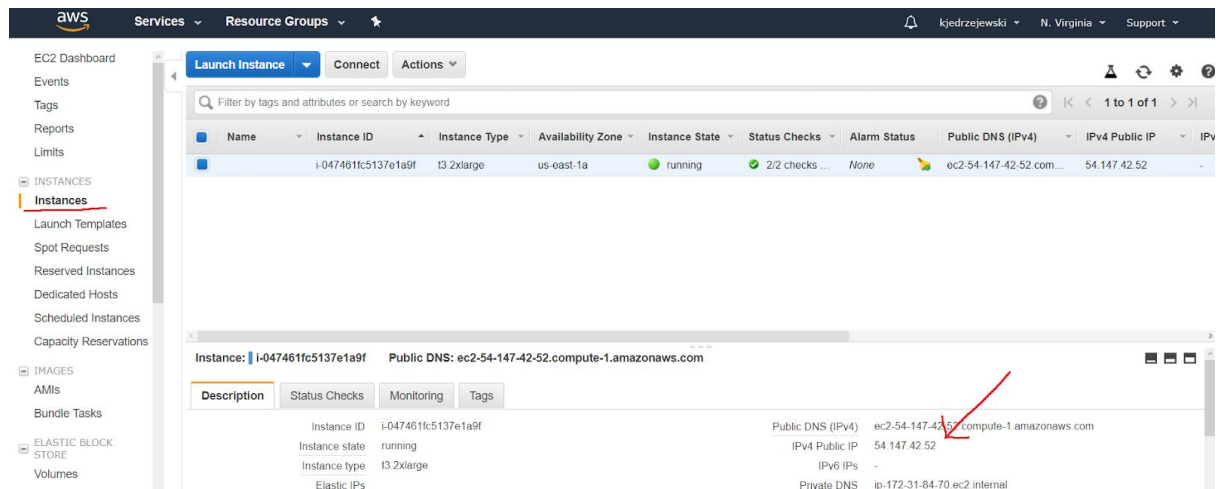 aws Services Resource Groups kjedrzejewski N. Virginia Support
EC2 Dashboard
Events
Tags
Reports
Limits
INSTANCES
Instances
Launch Templates
Spot Requests
Reserved Instances
Dedicated Hosts
Scheduled Instances
Capacity Reservations
IMAGES
AMIs
Bundle Tasks
ELASTIC BLOCK
STORE
Volumes
Launch Instance Connect Actions
Filter by tags and attributes or search by keyword 1 to 1 of 1
Name Instance ID Instance Type Availability Zone Instance State Status Checks Alarm Status Public DNS (IPv4) IPv4 Public IP IPv
i-047461fc5137e1a9f t3.2xlarge us-east-1a running 2/2 checks ... None ec2-54-147-42-52.com... 54.147.42.52 -
Instance: i-047461fc5137e1a9f Public DNS: ec2-54-147-42-52.compute-1.amazonaws.com
Description Status Checks Monitoring Tags
Instance ID i-047461fc5137e1a9f Public DNS (IPv4) ec2-54-147-42-52.compute-1.amazonaws.com
Instance state running IPv4 Public IP 54.147.42.52
Instance type t3.2xlarge IPv6 IPs -
Elastic IPs Private DNS ip-172-31-84-70.ec2.internal